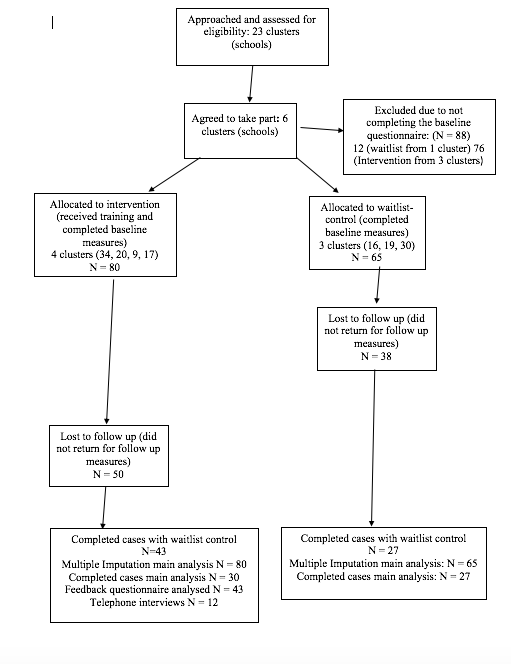 Approached and assessed for
eligibility: 23 clusters
(schools)
Agreed to take part: 6
clusters (schools)
Excluded due to not
completing the baseline
questionnaire: (N = 88)
12 (waitlist from 1 cluster) 76
(Intervention from 3 clusters)
Allocated to intervention
(received training and
completed baseline
measures)
4 clusters (34, 20, 9, 17)
N = 80
Allocated to waitlist-
control (completed
baseline measures)
3 clusters (16, 19, 30)
N = 65
Lost to follow up (did
not return for follow up
measures)
N = 38
Lost to follow up (did
not return for follow up
measures)
N = 50
Completed cases with waitlist control
N=43
Multiple Imputation main analysis N = 80
Completed cases main analysis N = 30
Feedback questionnaire analysed N = 43
Telephone interviews N = 12
Completed cases with waitlist control
N = 27
Multiple Imputation main analysis: N = 65
Completed cases main analysis: N = 27